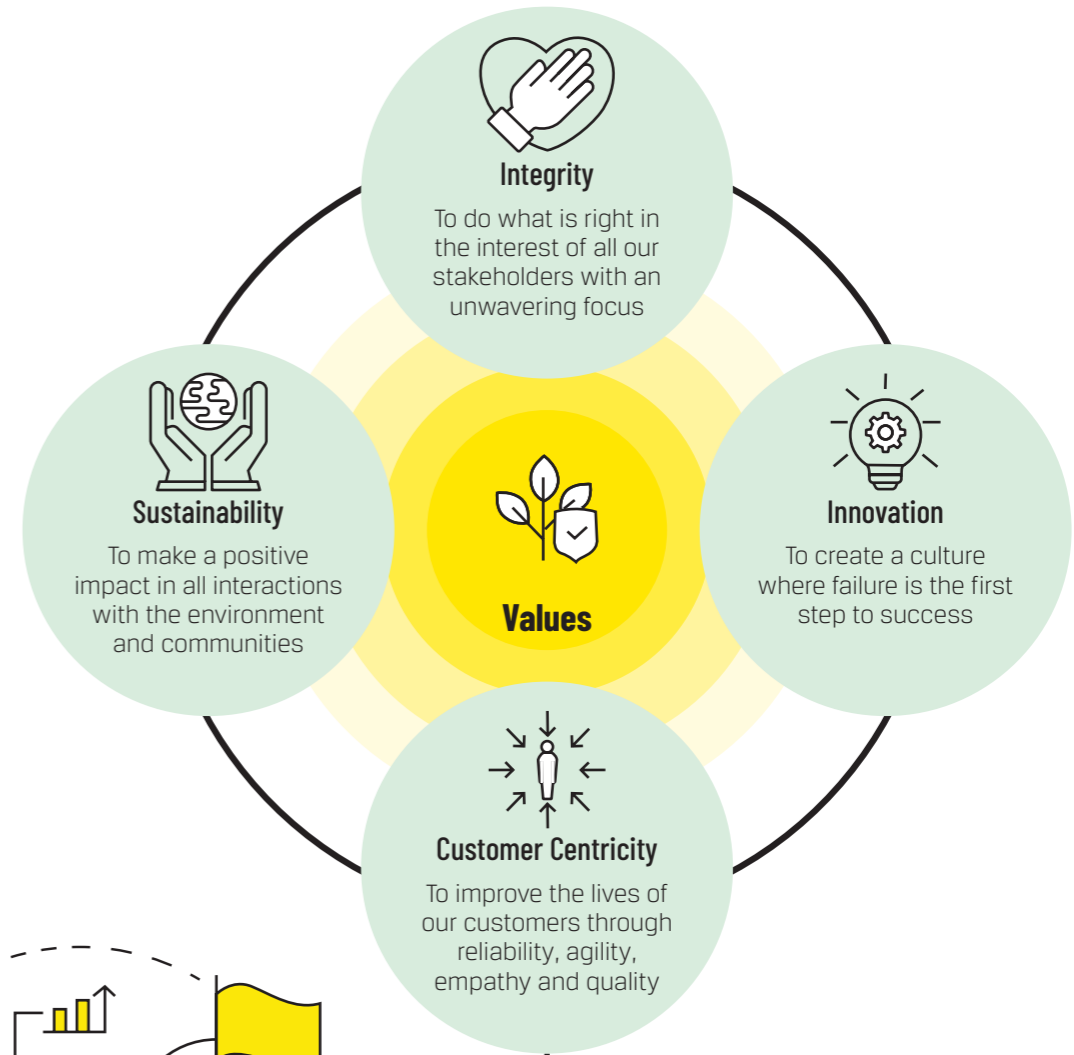 Integrity
To do what is right in
the interest of all our
stakeholders with an
unwavering focus
Sustainability
To make a positive
impact in all interactions
with the environment
and communities
Values
Innovation
To create a culture
where failure is the first
step to success
Customer Centricity
To improve the lives of
our customers through
reliability, agility,
empathy and quality